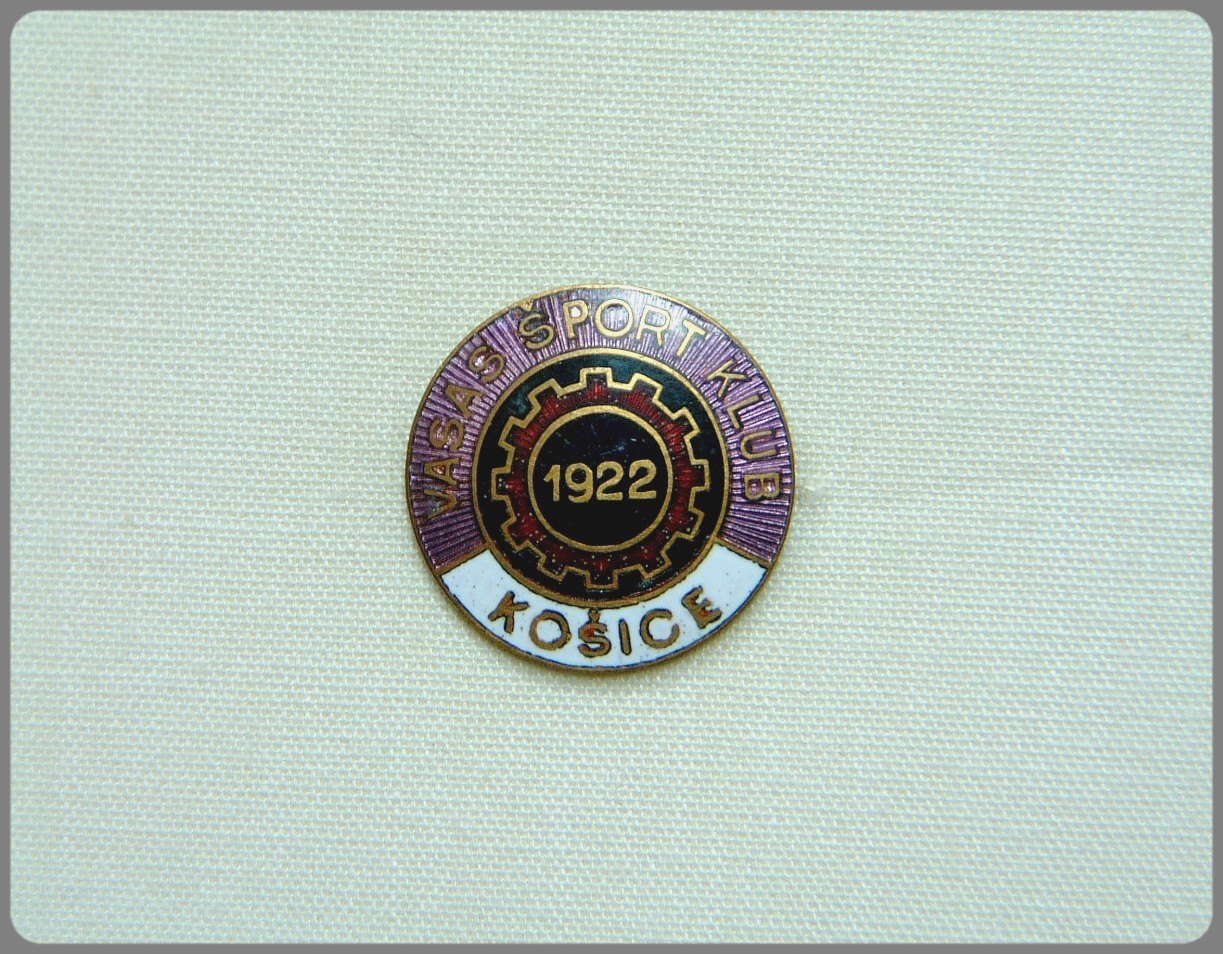 VASAS ŠPORT KLUB
1922
KOŠICE